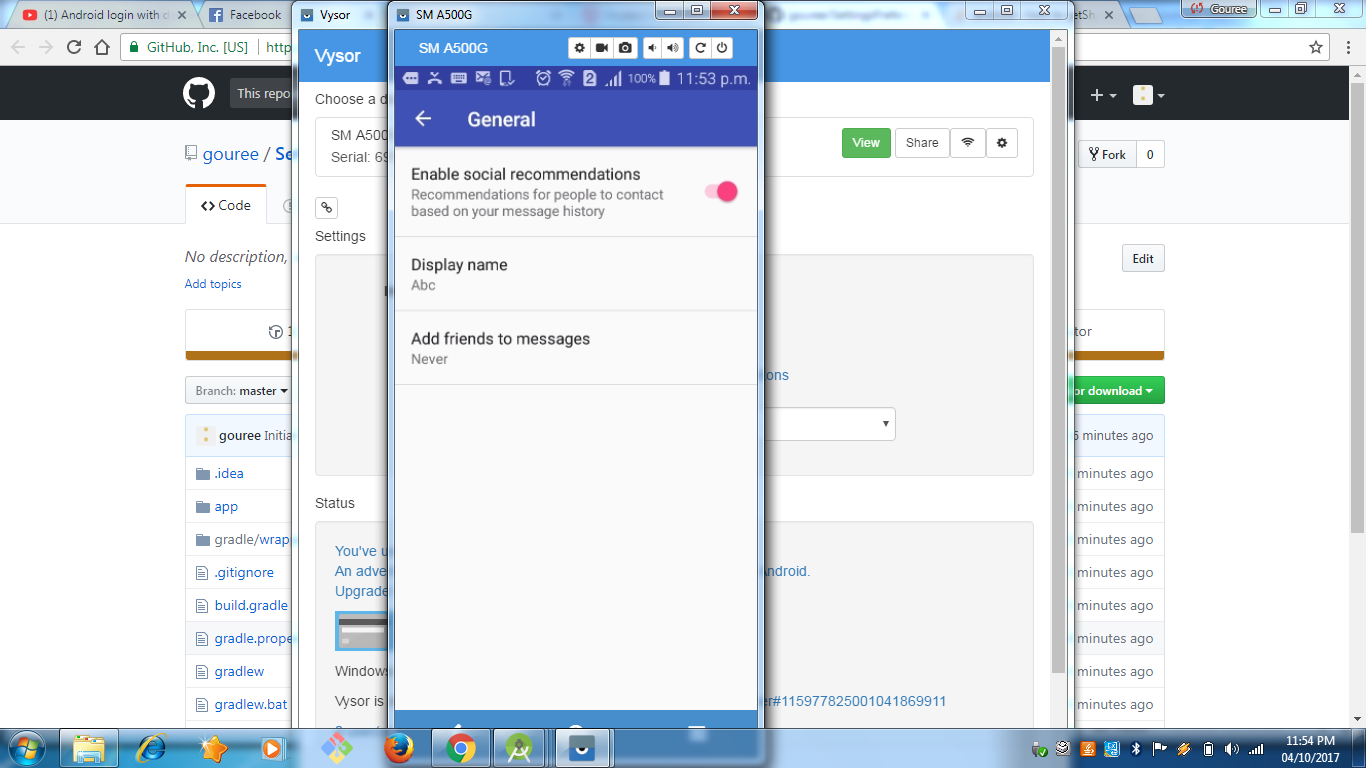 (1) Android login with d
Facebook
Vysor
SM A500G
gouree/SettingsPrefe
Gouree
GitHub, Inc. [US]
http
Vysor
SM A500G
100%
11:53 p.m.
This repo
Choose a d
General
gouree / Se
SM A500
Serial: 69
View
Share
Fork
0
Code
Enable social recommendations
Recommendations for people to contact
based on your message history
Settings
No description,
Edit
Add topics
Display name
Abc
1
tor
Add friends to messages
Never
ons
Branch: master
or download
gouree Initia
minutes ago
.idea
minutes ago
app
minutes ago
gradle/wrap
minutes ago
.gitignore
minutes ago
build.gradle
minutes ago
gradle.prope
minutes ago
gradlew
minutes ago
gradlew.bat
minutes ago
Status
You've u
An adve
ndroid.
Upgrade
Windows
Vysor is
r#115977825001041869911
11:54 PM
04/10/2017